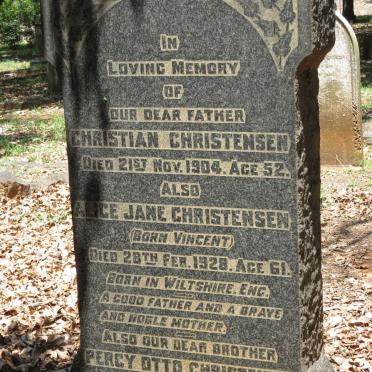 In
Loving Memory
of
our dear Father
Christian Christensen
Died 21st Nov. 1904. Age 52.
Also
Jane Christensen
(Born Vincent)
Died 28th Feb. 1928. Age 61.
Born in Wiltshire, Eng.
A good father and a brave
and noble mother.
Also our dear brother
Percy Otto